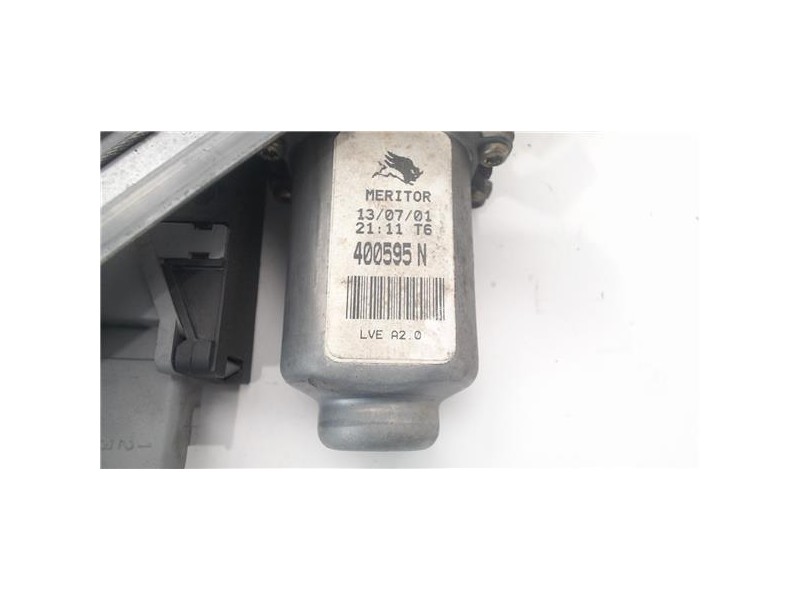 MERITOR
13/07/01
21:11 T6
400595 N
LVE A2.0